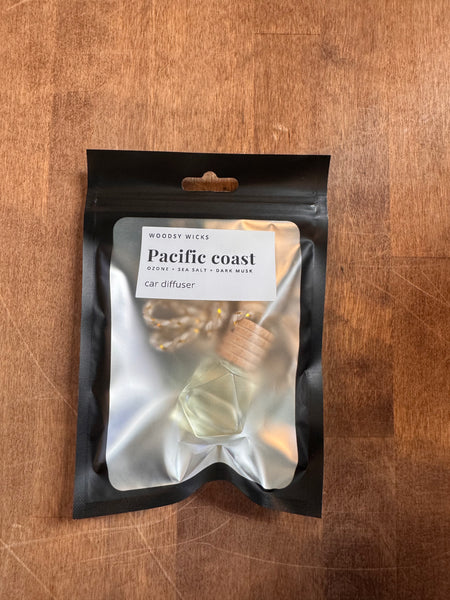 WOODSY WICKS
Pacific coast
OZONE • SEA SALT • DARK MUSK
car diffuser